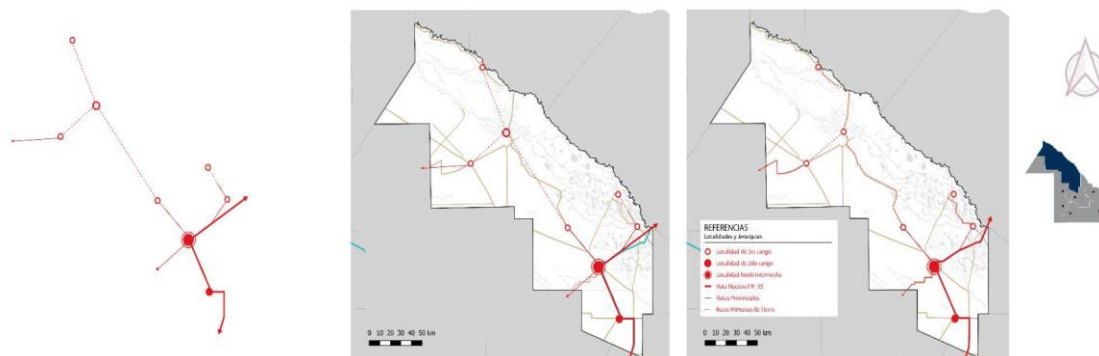 0 10 20 30 40 50 km
REFERENCIAS
Localidades y Jerarquías
Localidad de 3er rango
Localidad de 2do rango
Localidad Nodo Intermedia
Ruta Nacional N° 95
Rutas Provinciales
Rutas Primarias de Tierra
0 10 20 30 40 50 km